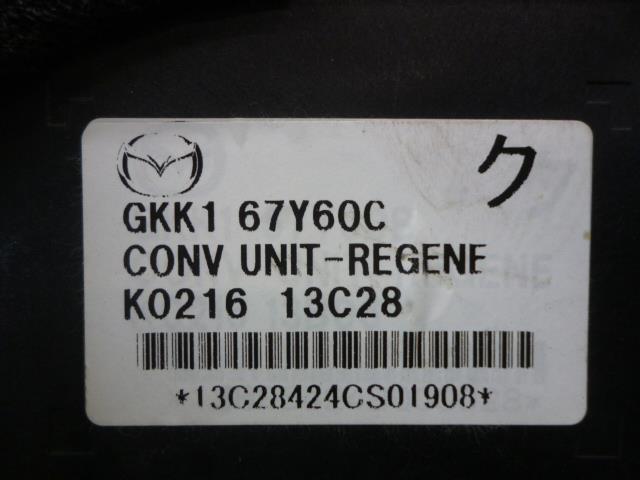 ク
GKK1 67Y60C
CONV UNIT-REGENE
K0216 13C28
*13C28424CS01908*